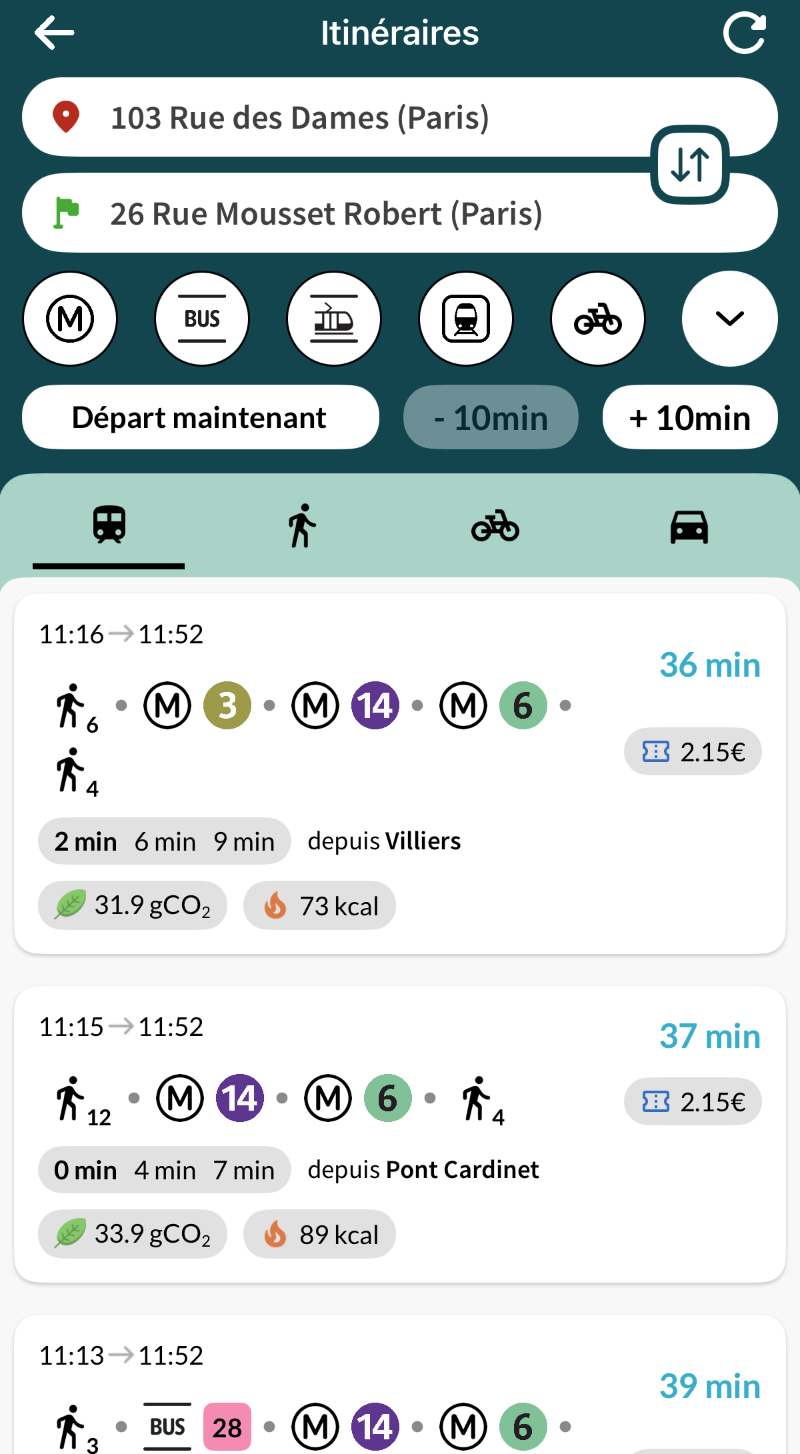 Itinéraires
103 Rue des Dames (Paris)
26 Rue Mousset Robert (Paris)
M BUS
Départ maintenant - 10min + 10min
11:16 → 11:52
36 min
6 • M 3 • M 14 • M 6 •
2.15€
4
2 min 6 min 9 min depuis Villiers
31.9 gCO₂ 73 kcal
11:15 → 11:52
37 min
12 • M 14 • M 6 • 4
2.15€
0 min 4 min 7 min depuis Pont Cardinet
33.9 gCO₂ 89 kcal
11:13 → 11:52
39 min
3 • BUS 28 • M 14 • M 6 •